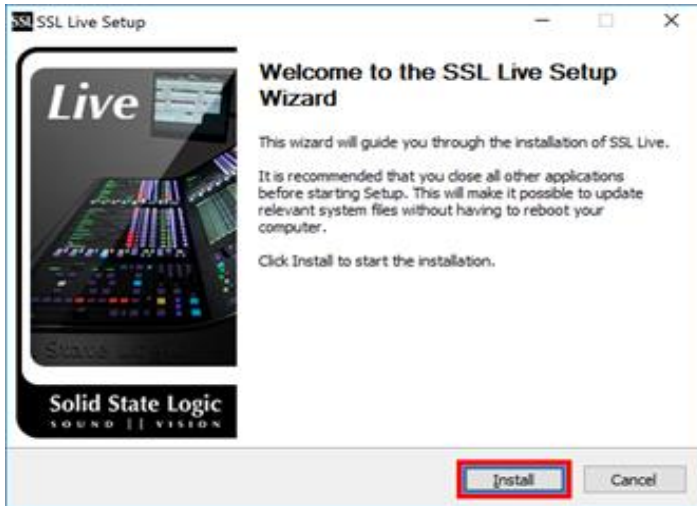 SSL SSL Live Setup
Live
Welcome to the SSL Live Setup
Wizard
This wizard will guide you through the installation of SSL Live.
It is recommended that you close all other applications
before starting Setup. This will make it possible to update
relevant system files without having to reboot your
computer.
Click Install to start the installation.
Solid State Logic
SOUND || VISION
Install Cancel